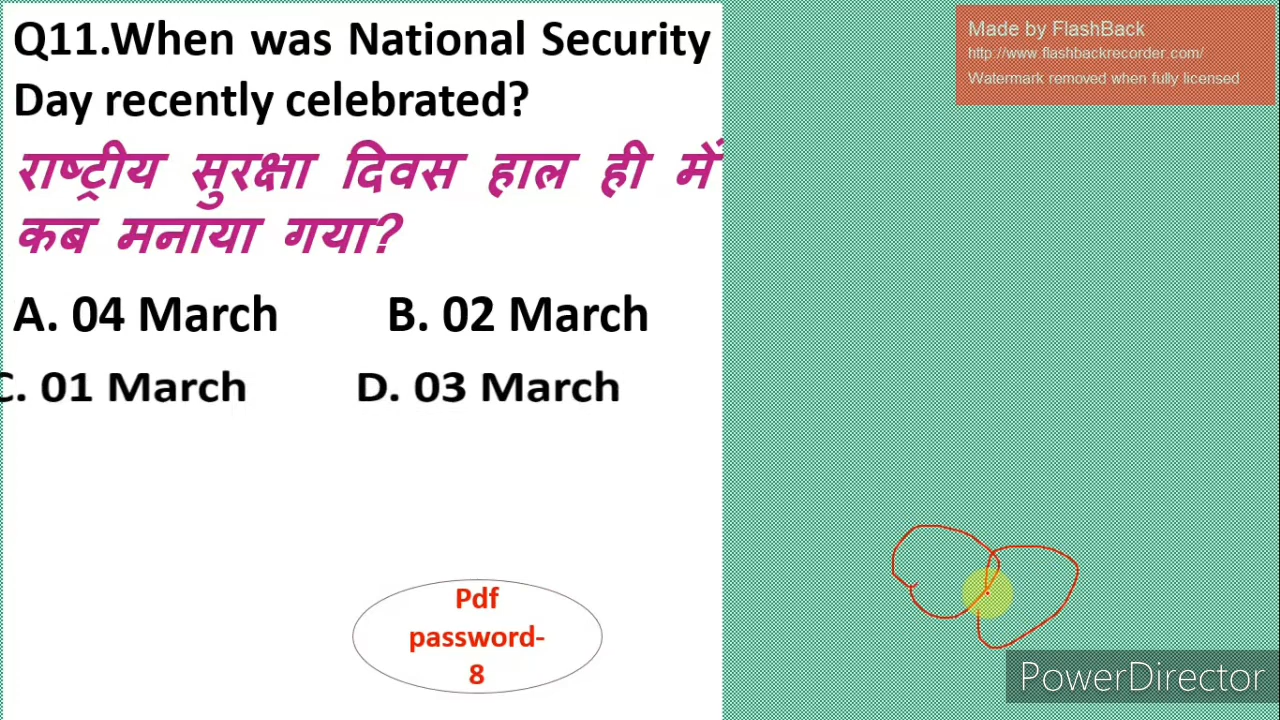 Q11.When was National Security
Day recently celebrated?
राष्ट्रीय सुरक्षा दिवस हाल ही में
कब मनाया गया?
A. 04 March B. 02 March
C. 01 March D. 03 March
Pdf
password-
8
Made by FlashBack
http://www.flashbackrecorder.com/
Watermark removed when fully licensed
PowerDirector